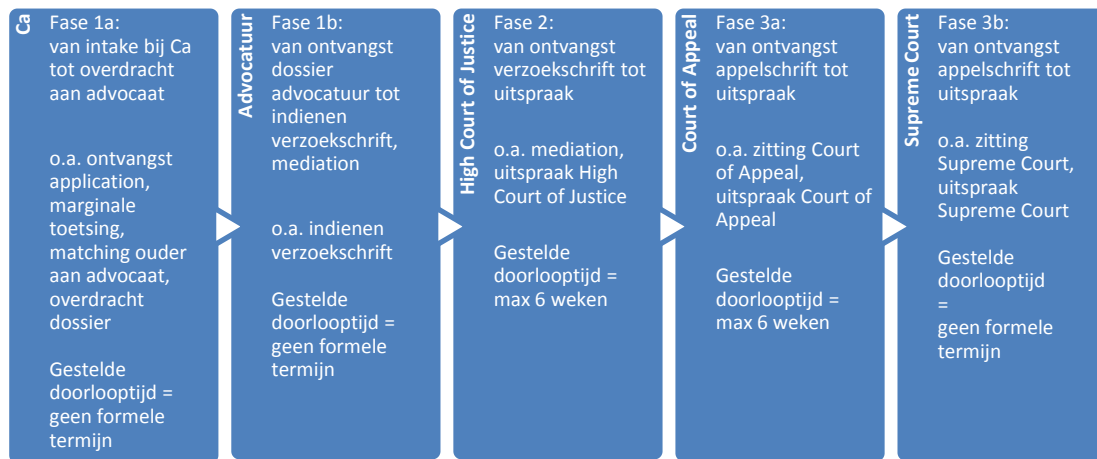 Ca
Fase 1a:
van intake bij Ca
tot overdracht
aan advocaat
o.a. ontvangst
application,
marginale
toetsing,
matching ouder
aan advocaat,
overdracht
dossier
Gestelde
doorlooptijd =
geen formele
termijn
Advocatuur
Fase 1b:
van ontvangst
dossier
advocatuur tot
indienen
verzoekschrift,
mediation
o.a. indienen
verzoekschrift
Gestelde
doorlooptijd =
geen formele
termijn
High Court of Justice
Fase 2:
van ontvangst
verzoekschrift tot
uitspraak
o.a. mediation,
uitspraak High
Court of Justice
Gestelde
doorlooptijd =
max 6 weken
Court of Appeal
Fase 3a:
van ontvangst
appelschrift tot
uitspraak
o.a. zitting Court
of Appeal,
uitspraak Court of
Appeal
Gestelde
doorlooptijd =
max 6 weken
Supreme Court
Fase 3b:
van ontvangst
appelschrift tot
uitspraak
o.a. zitting
Supreme Court,
uitspraak
Supreme Court
Gestelde
doorlooptijd
=
geen formele
termijn